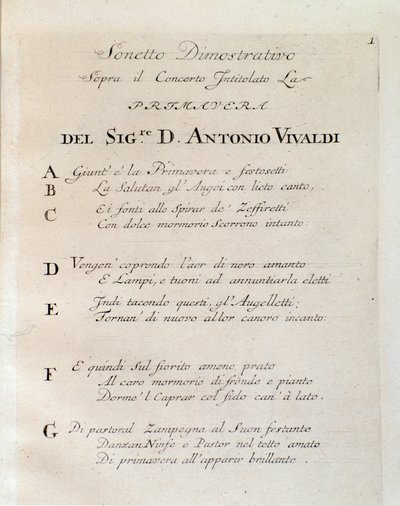 1
Sonetto Dimostrativo
Sopra il Concerto Intitolato La
PRIMAVERA
DEL SIG.re D. ANTONIO VIVALDI
A Giunt' é la Primavera e festosetti
B La Salutan gl' Augei con lieto canto,
C E i fonti allo Spirar de' Zeffiretti
Con dolce mormorio Scorrono intanto:
D Vengon' coprendo l'aer di nero amanto
E Lampi, e tuoni ad annuntiarla eletti
E Indi tacendo questi, gl' Augelletti;
Tornan' di nuovo al lor canoro incanto:
F E quindi sul fiorito ameno prato
Al caro mormorio di fronde e piante
Dorme 'l Caprar col fido can' à lato.
G Di pastoral Zampogna al Suon festante
Danzan Ninfe e Pastor nel tetto amato
Di primavera all' apparir brillante.